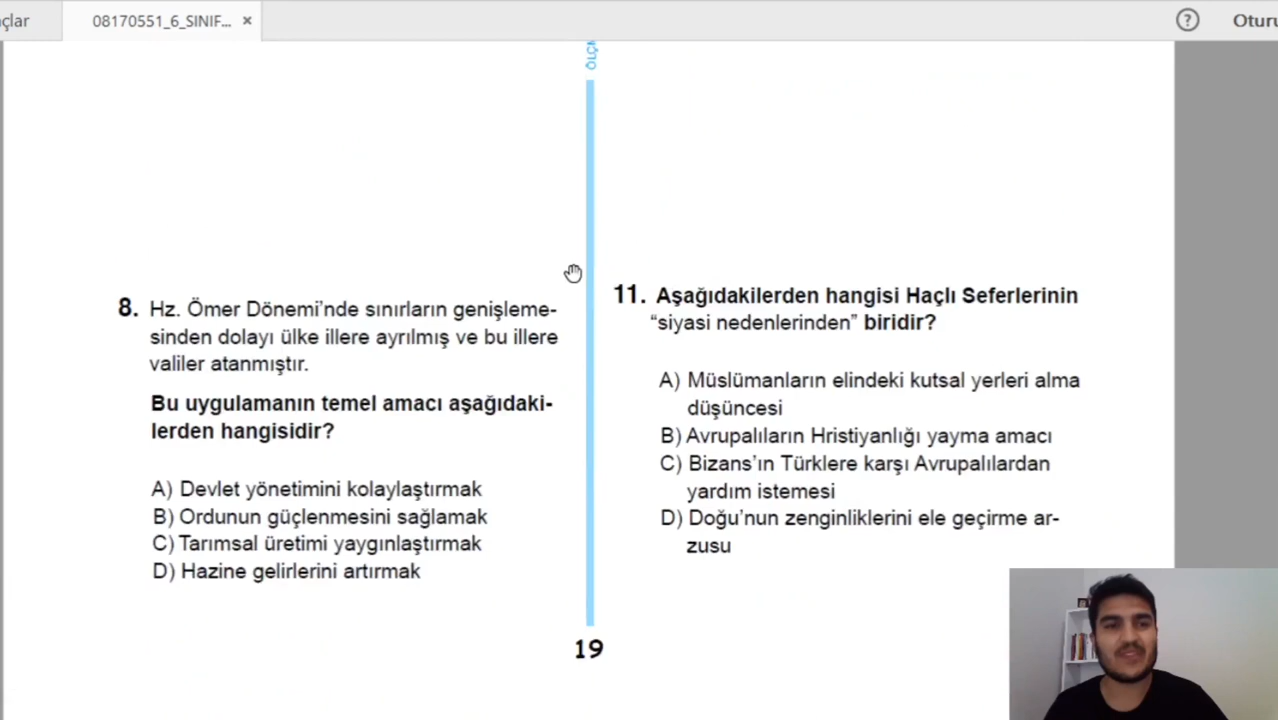 çlar
08170551_6_SINIF... ×
?
Oturu
ÖLÇM
8. Hz. Ömer Dönemi’nde sınırların genişleme-
sinden dolayı ülke illere ayrılmış ve bu illere
valiler atanmıştır.
Bu uygulamanın temel amacı aşağıdaki-
lerden hangisidir?
A) Devlet yönetimini kolaylaştırmak
B) Ordunun güçlenmesini sağlamak
C) Tarımsal üretimi yaygınlaştırmak
D) Hazine gelirlerini artırmak
11. Aşağıdakilerden hangisi Haçlı Seferlerinin
“siyasi nedenlerinden” biridir?
A) Müslümanların elindeki kutsal yerleri alma
düşüncesi
B) Avrupalıların Hristiyanlığı yayma amacı
C) Bizans’ın Türklere karşı Avrupalılardan
yardım istemesi
D) Doğu’nun zenginliklerini ele geçirme ar-
zusu
19